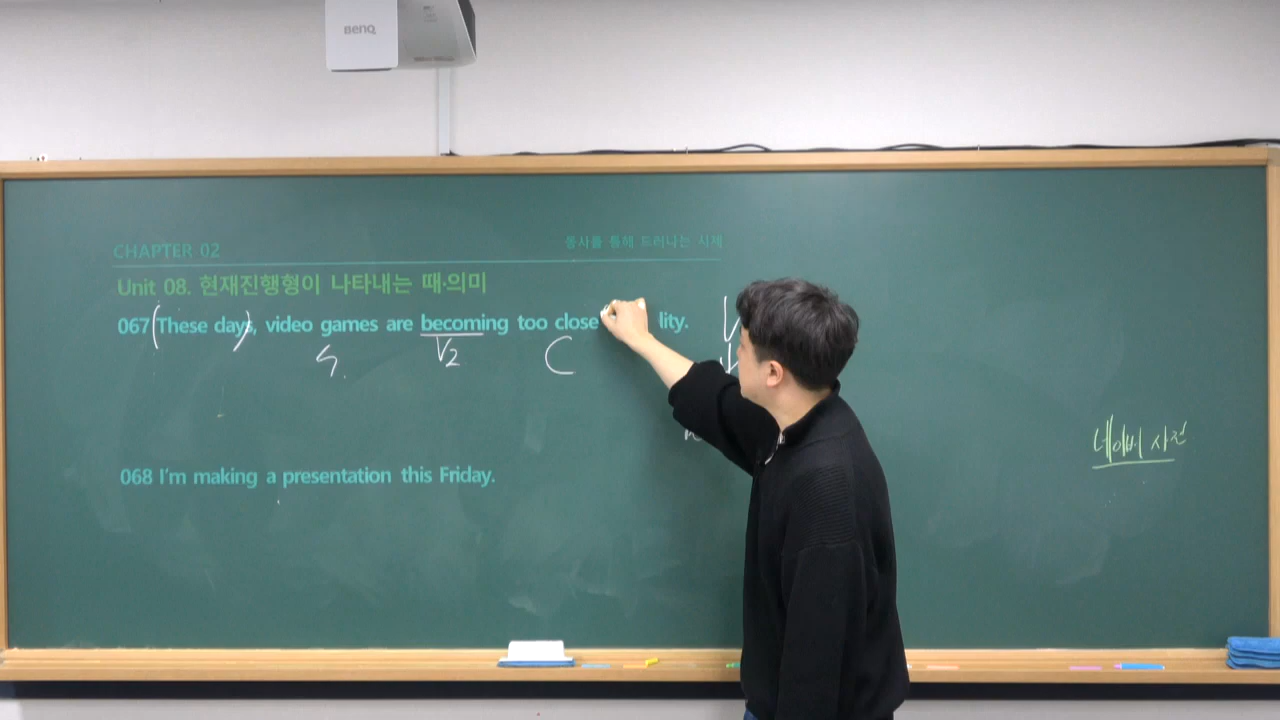 BenQ
CHAPTER 02
동사를 통해 드러나는 시제
Unit 08. 현재진행형이 나타내는 때·의미
067 (These days), video games are becoming too close lity.
S. V2 C
네이버 사전
068 I'm making a presentation this Friday.